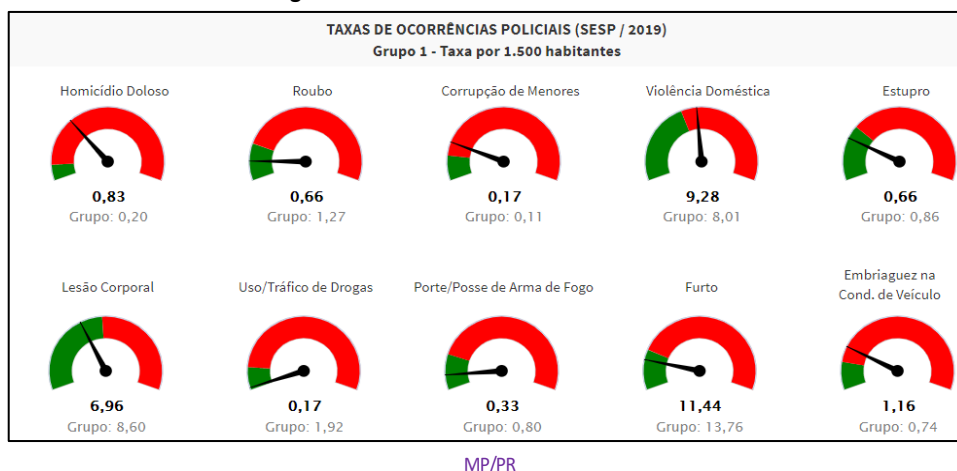 TAXAS DE OCORRÊNCIAS POLICIAIS (SESP / 2019)
Grupo 1 - Taxa por 1.500 habitantes
Homicídio Doloso
0,83
Grupo: 0,20
Roubo
0,66
Grupo: 1,27
Corrupção de Menores
0,17
Grupo: 0,11
Violência Doméstica
9,28
Grupo: 8,01
Estupro
0,66
Grupo: 0,86
Lesão Corporal
6,96
Grupo: 8,60
Uso/Tráfico de Drogas
0,17
Grupo: 1,92
Porte/Posse de Arma de Fogo
0,33
Grupo: 0,80
Furto
11,44
Grupo: 13,76
Embriaguez na
Cond. de Veículo
1,16
Grupo: 0,74
MP/PR